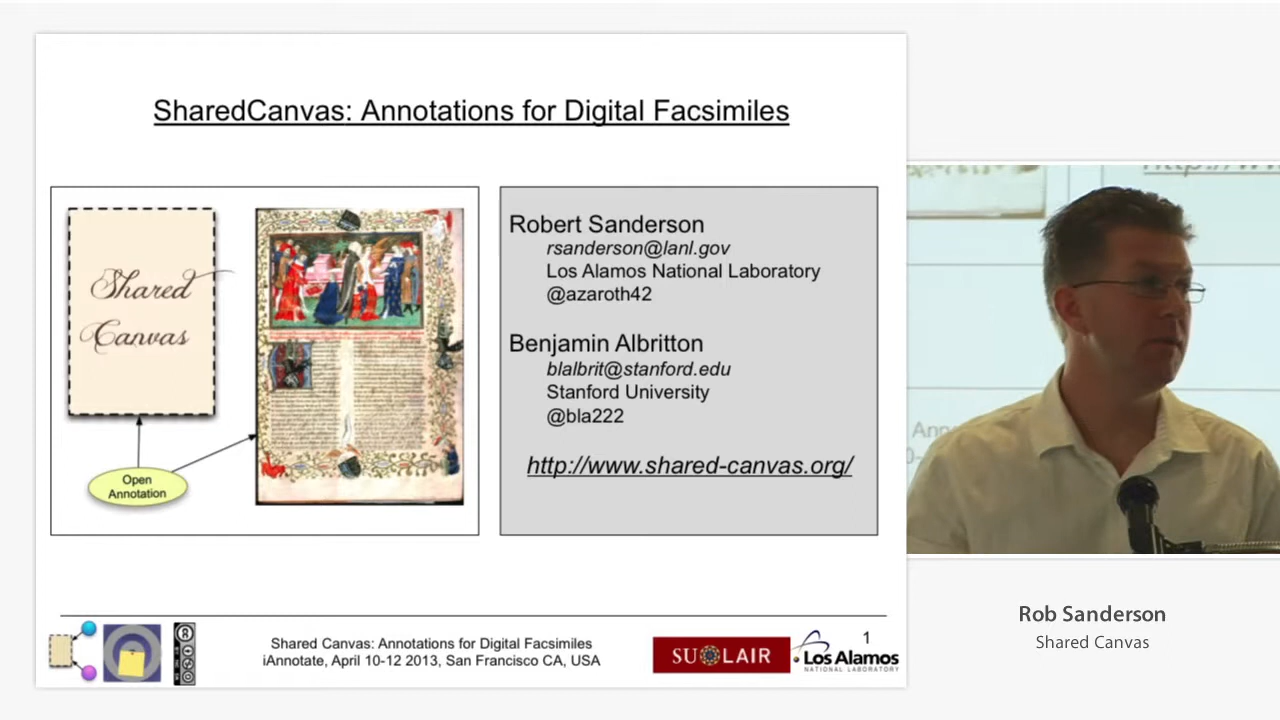 SharedCanvas: Annotations for Digital Facsimiles
Shared
Canvas
Open
Annotation
Robert Sanderson
rsanderson@lanl.gov
Los Alamos National Laboratory
@azaroth42
Benjamin Albritton
blalbrit@stanford.edu
Stanford University
@bla222
http://www.shared-canvas.org/
Shared Canvas: Annotations for Digital Facsimiles
iAnnotate, April 10-12 2013, San Francisco CA, USA
SU LAIR
Los Alamos
NATIONAL LABORATORY
1
Rob Sanderson
Shared Canvas